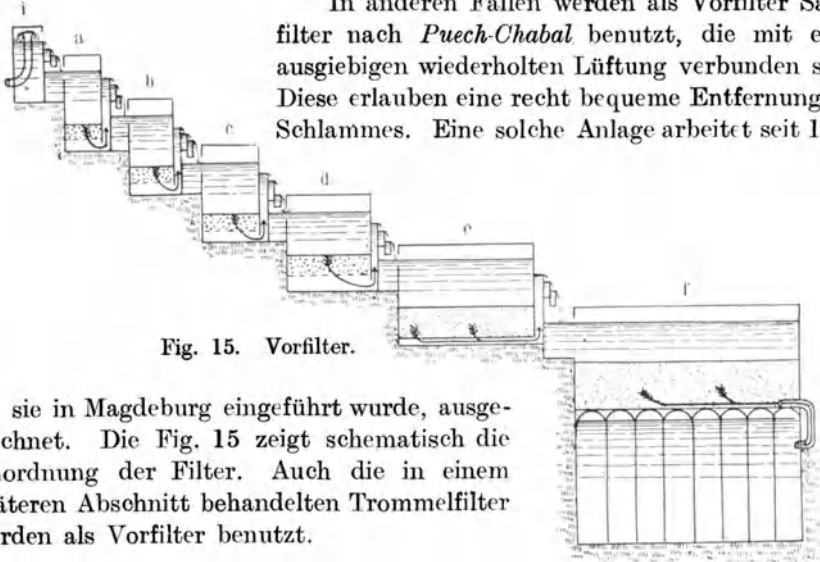 In anderen Fällen werden als Vorfilter
filter nach Puech-Chabal benutzt, die mit
ausgiebigen wiederholten Lüftung verbunden
Diese erlauben eine recht bequeme Entfernung
Schlammes. Eine solche Anlage arbeitet seit
i
a
b
c
d
e
f
Fig. 15. Vorfilter.
sie in Magdeburg eingeführt wurde, ausge-
chnet. Die Fig. 15 zeigt schematisch die
ordnung der Filter. Auch die in einem
äteren Abschnitt behandelten Trommelfilter
rden als Vorfilter benutzt.